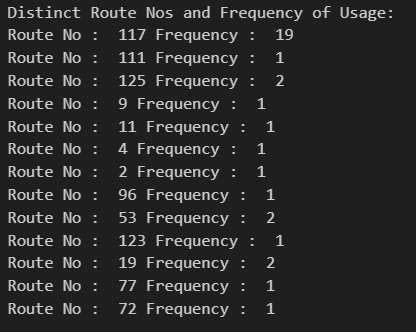 Distinct Route Nos and Frequency of Usage:
Route No :  117 Frequency :  19
Route No :  111 Frequency :  1
Route No :  125 Frequency :  2
Route No :  9 Frequency :  1
Route No :  11 Frequency :  1
Route No :  4 Frequency :  1
Route No :  2 Frequency :  1
Route No :  96 Frequency :  1
Route No :  53 Frequency :  2
Route No :  123 Frequency :  1
Route No :  19 Frequency :  2
Route No :  77 Frequency :  1
Route No :  72 Frequency :  1